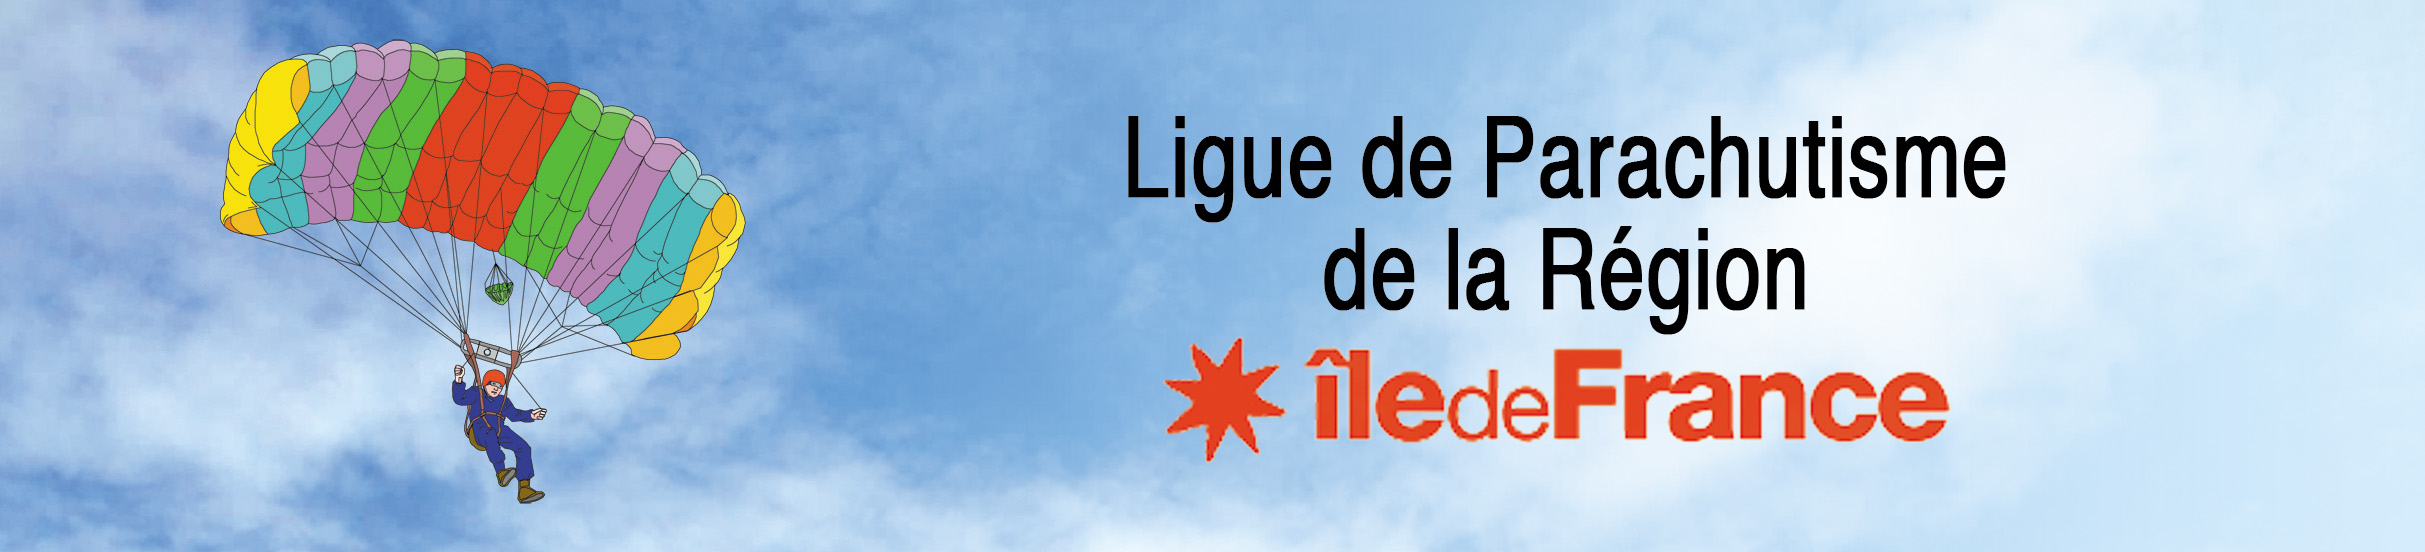 Ligue de Parachutisme
de la Région
îledeFrance